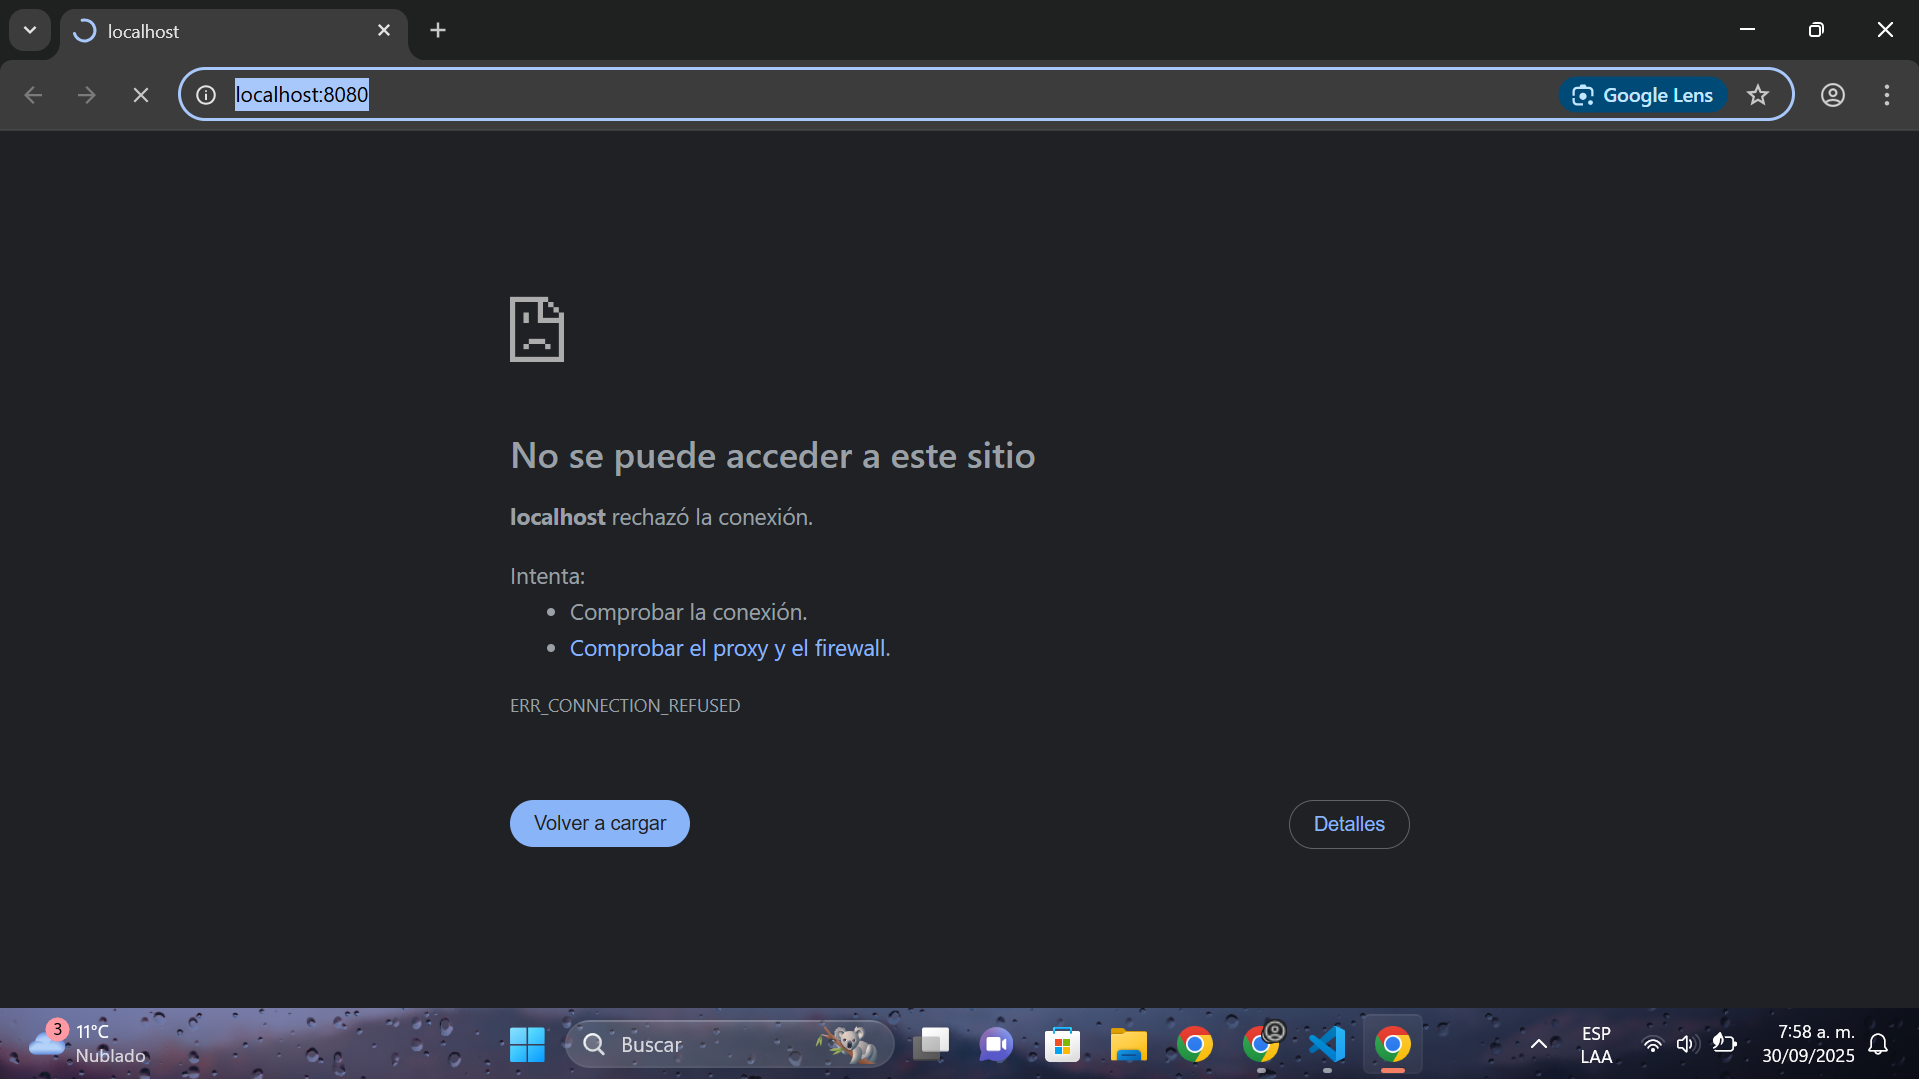 localhost
localhost:8080
Google Lens
No se puede acceder a este sitio
localhost rechazó la conexión.
Intenta:
Comprobar la conexión.
Comprobar el proxy y el firewall.
ERR_CONNECTION_REFUSED
Volver a cargar
Detalles
3
11°C
Nublado
Buscar
ESP
LAA
7:58 a. m.
30/09/2025